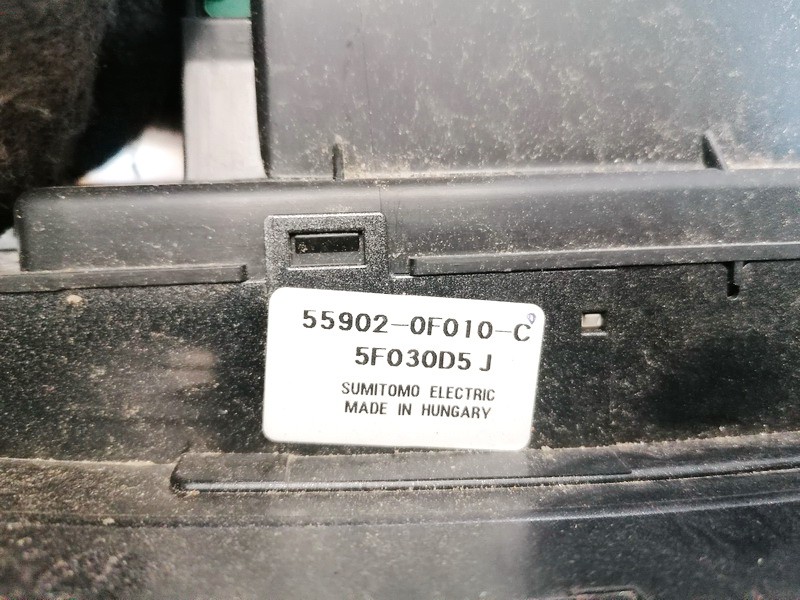 55902-0F010-C
5F030D5 J
SUMITOMO ELECTRIC
MADE IN HUNGARY